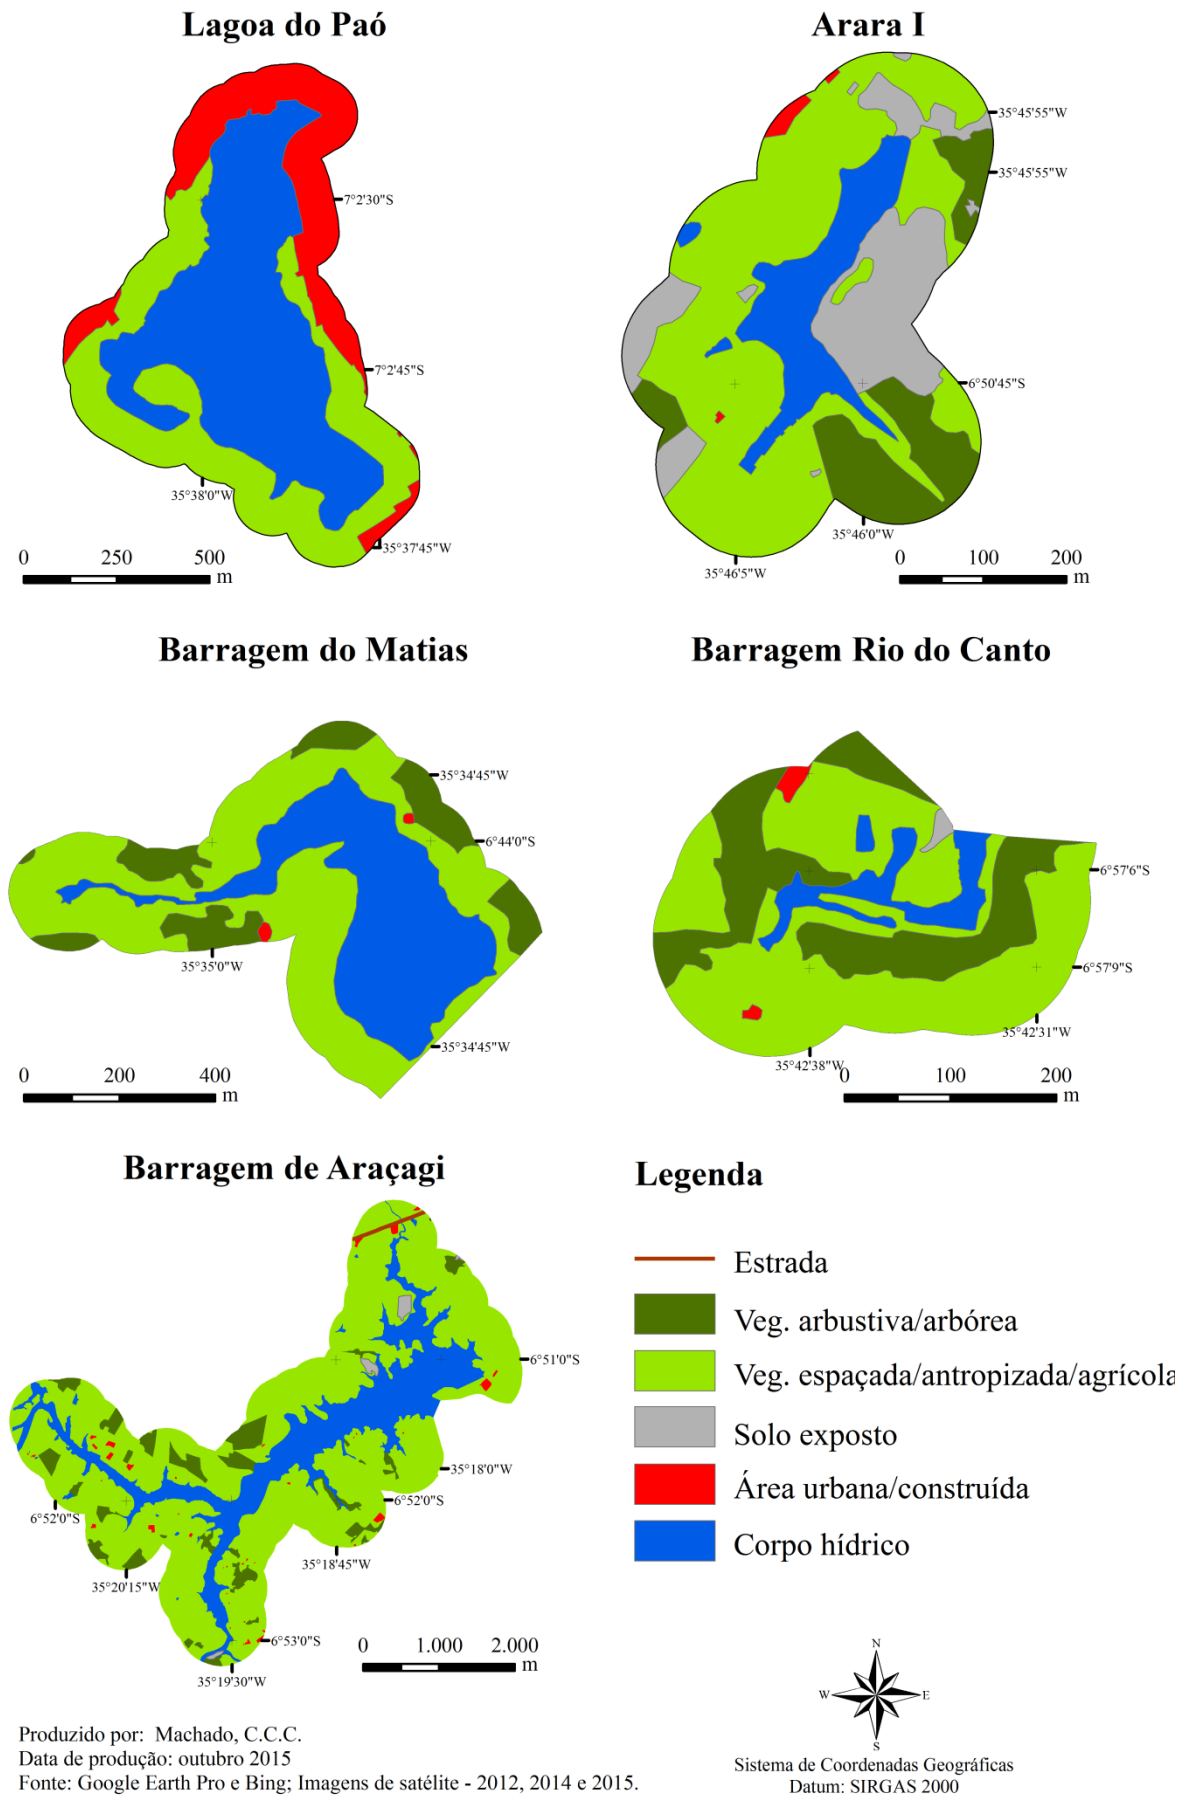 Lagoa do Paó
Arara I
35°45'55"W
35°45'55"W
7°2'30"S
7°2'45"S
6°50'45"S
35°38'0"W
35°37'45"W
35°46'0"W
35°46'5"W
0 250 500
m
0 100 200
m
Barragem do Matias
Barragem Rio do Canto
35°34'45"W
6°44'0"S
35°35'0"W
35°34'45"W
6°57'6"S
6°57'9"S
35°42'31"W
35°42'38"W
0 200 400
m
0 100 200
m
Barragem de Araçagi
6°51'0"S
35°18'0"W
6°52'0"S
6°52'0"S
35°18'45"W
35°20'15"W
6°53'0"S
35°19'30"W
0 1.000 2.000
m
Legenda
Estrada
Veg. arbustiva/arbórea
Veg. espaçada/antropizada/agrícola
Solo exposto
Área urbana/construída
Corpo hídrico
N
W E
S
Produzido por: Machado, C.C.C.
Data de produção: outubro 2015
Fonte: Google Earth Pro e Bing; Imagens de satélite - 2012, 2014 e 2015.
Sistema de Coordenadas Geográficas
Datum: SIRGAS 2000